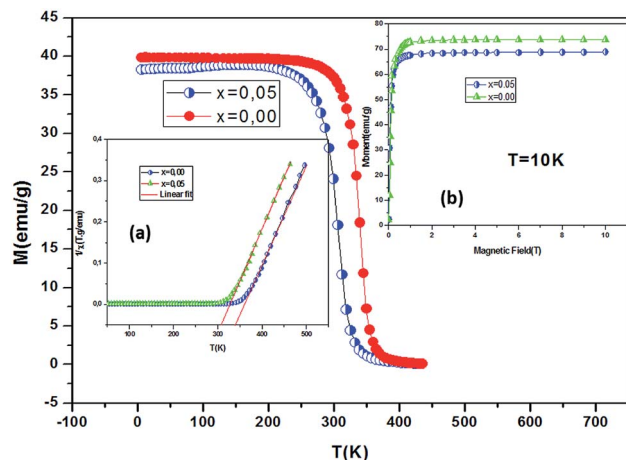 M(emu/g)
45
40
35
30
25
20
15
10
5
0
-5
-100 0 100 200 300 400 500 600 700
T(K)
x=0,05
x=0,00
(a)
1/χ(T.g/emu)
0,4
0,3
0,2
0,1
0,0
100 200 300 400 500
T(K)
x=0,00
x=0,05
Linear fit
(b)
Moment(emu/g)
80
70
60
50
40
30
20
10
0
0 2 4 6 8 10
Magnetic Field(T)
x=0.05
x=0.00
T=10K